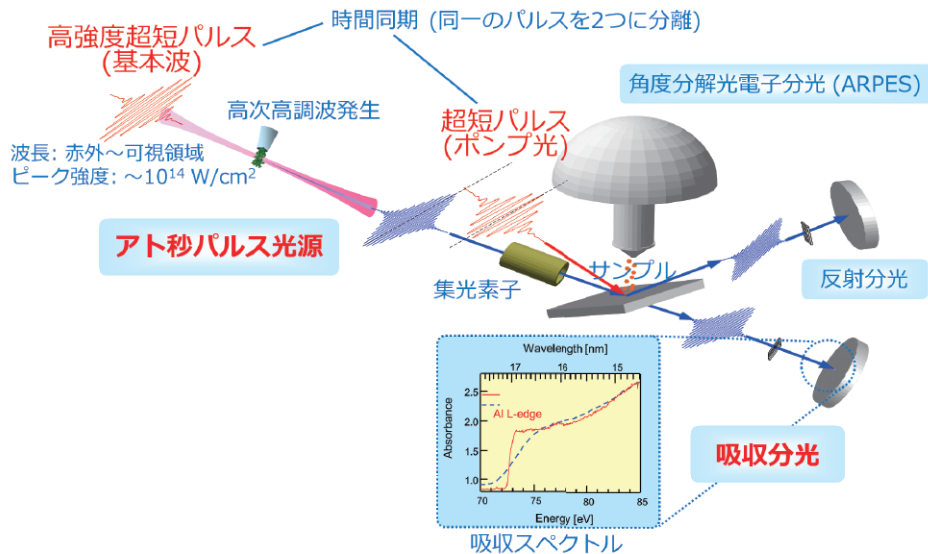 時間同期 (同一のパルスを2つに分離)
高強度超短パルス
(基本波)
角度分解光電子分光 (ARPES)
高次高調波発生
超短パルス
(ポンプ光)
波長: 赤外～可視領域
ピーク強度: ～10¹⁴ W/cm²
アト秒パルス光源
サンプル
集光素子
反射分光
Wavelength [nm]
17 16 15
2.5
Al L-edge
2.0
Absorbance
1.5
1.0
70 75 80 85
Energy [eV]
吸収分光
吸収スペクトル